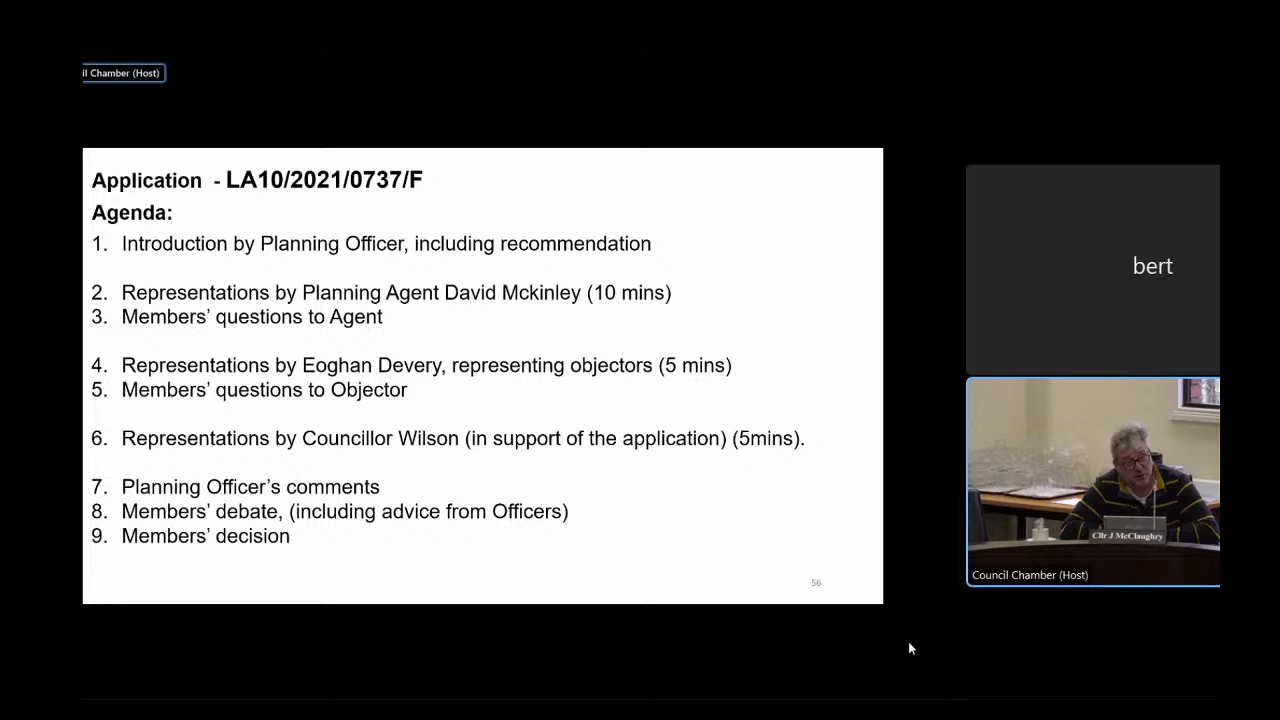 il Chamber (Host)
Application - LA10/2021/0737/F
Agenda:
1. Introduction by Planning Officer, including recommendation
2. Representations by Planning Agent David Mckinley (10 mins)
3. Members’ questions to Agent
4. Representations by Eoghan Devery, representing objectors (5 mins)
5. Members’ questions to Objector
6. Representations by Councillor Wilson (in support of the application) (5mins).
7. Planning Officer’s comments
8. Members’ debate, (including advice from Officers)
9. Members’ decision
56
bert
Cllr J McClaughry
Council Chamber (Host)